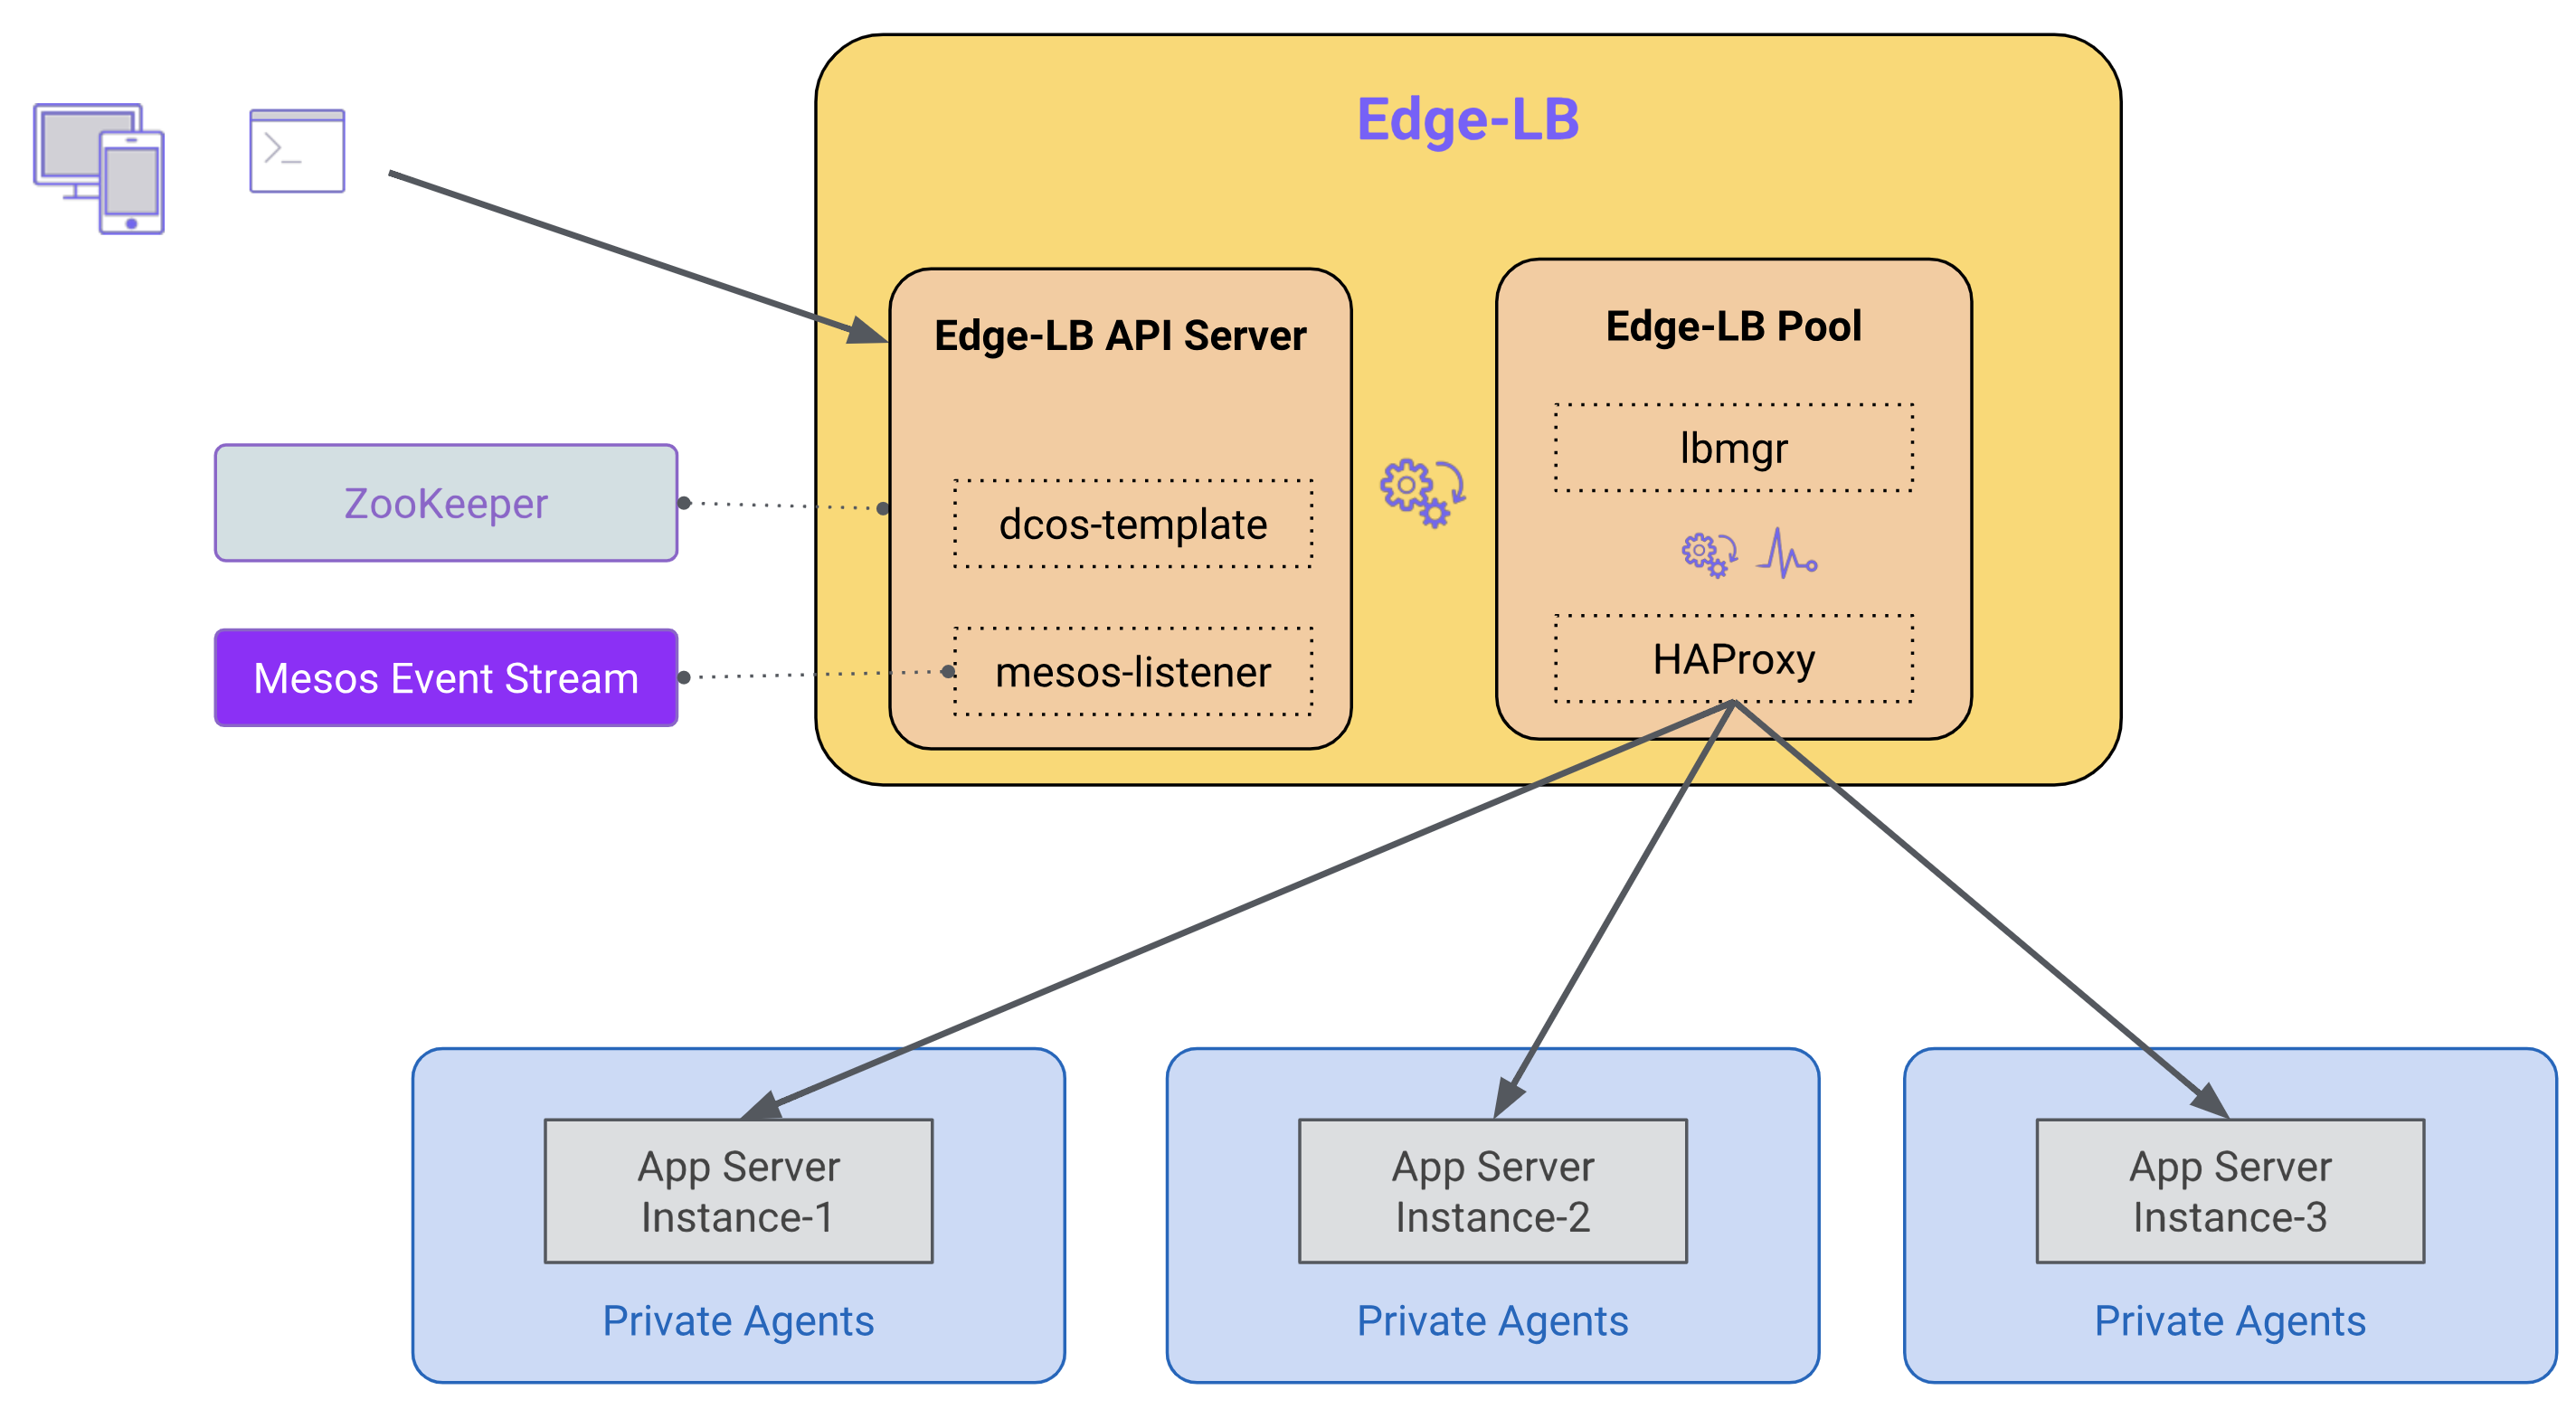 Edge-LB
Edge-LB API Server
Edge-LB Pool
lbmgr
ZooKeeper
dcos-template
Mesos Event Stream
mesos-listener
HAProxy
App Server
Instance-1
Private Agents
App Server
Instance-2
Private Agents
App Server
Instance-3
Private Agents